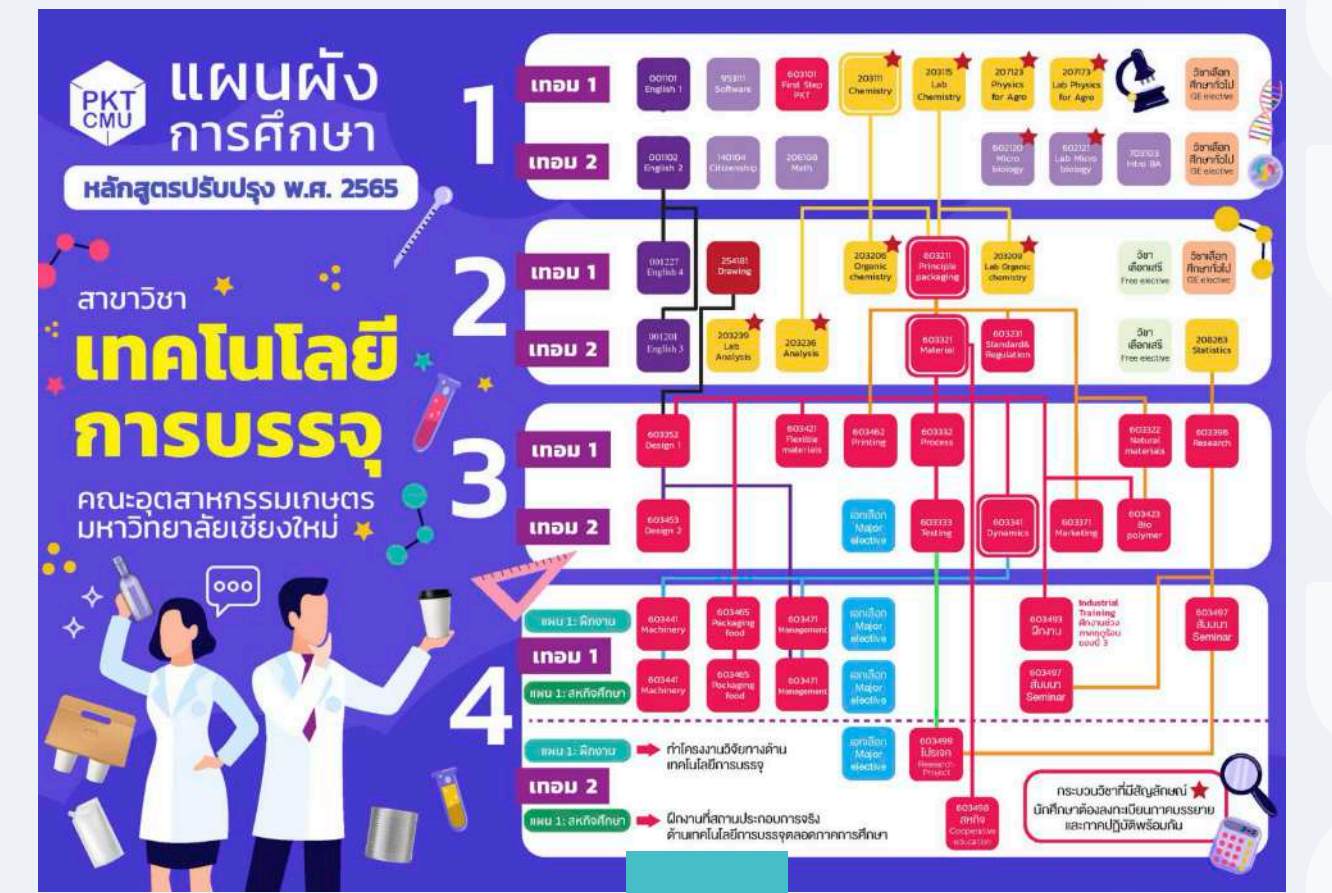 PKT
CMU
แผนผัง
การศึกษา
หลักสูตรปรับปรุง พ.ศ. 2565
สาขาวิชา
เทคโนโลยี
การบรรจุ
คณะอุตสาหกรรมเกษตร
มหาวิทยาลัยเชียงใหม่
1
เทอม 1
001101
English 1
953111
Software
603101
First Step
PKT
203111
Chemistry
203115
Lab
Chemistry
207123
Physics
for Agro
207173
Lab Physics
for Agro
วิชาเลือก
ศึกษาทั่วไป
GE elective
เทอม 2
001102
English 2
140104
Citizenship
206108
Math
602120
Micro
biology
602121
Lab Micro
biology
703103
Intro BA
วิชาเลือก
ศึกษาทั่วไป
GE elective
2
เทอม 1
001227
English 4
254181
Drawing
203206
Organic
chemistry
603211
Principle
packaging
203209
Lab Organic
chemistry
วิชา
เลือกเสรี
Free elective
วิชาเลือก
ศึกษาทั่วไป
GE elective
เทอม 2
001201
English 3
203239
Lab
Analysis
203236
Analysis
603321
Material
603231
Standard&
Regulation
วิชา
เลือกเสรี
Free elective
208263
Statistics
3
เทอม 1
603352
Design 1
603421
Flexible
materials
603462
Printing
603332
Process
603322
Natural
materials
603396
Research
เทอม 2
603453
Design 2
เอกเลือก
Major
elective
603333
Testing
603341
Dynamics
603371
Marketing
603423
Bio
polymer
4
แผน 1: ฝึกงาน
603441
Machinery
603465
Packaging
food
603471
Management
เอกเลือก
Major
elective
603493
ฝึกงาน
Industrial
Training
ฝึกงานช่วง
ภาคฤดูร้อน
ของปี 3
603497
สัมมนา
Seminar
เทอม 1
แผน 1: สหกิจศึกษา
603441
Machinery
603465
Packaging
food
603471
Management
เอกเลือก
Major
elective
603497
สัมมนา
Seminar
แผน 1: ฝึกงาน
ทำโครงงานวิจัยทางด้าน
เทคโนโลยีการบรรจุ
เอกเลือก
Major
elective
603499
โปรเจค
Research
Project
เทอม 2
แผน 1: สหกิจศึกษา
ฝึกงานที่สถานประกอบการจริง
ด้านเทคโนโลยีการบรรจุตลอดภาคการศึกษา
603498
สหกิจ
Cooperative
education
กระบวนวิชาที่มีสัญลักษณ์
นักศึกษาต้องลงทะเบียนภาคบรรยาย
และภาคปฏิบัติพร้อมกัน